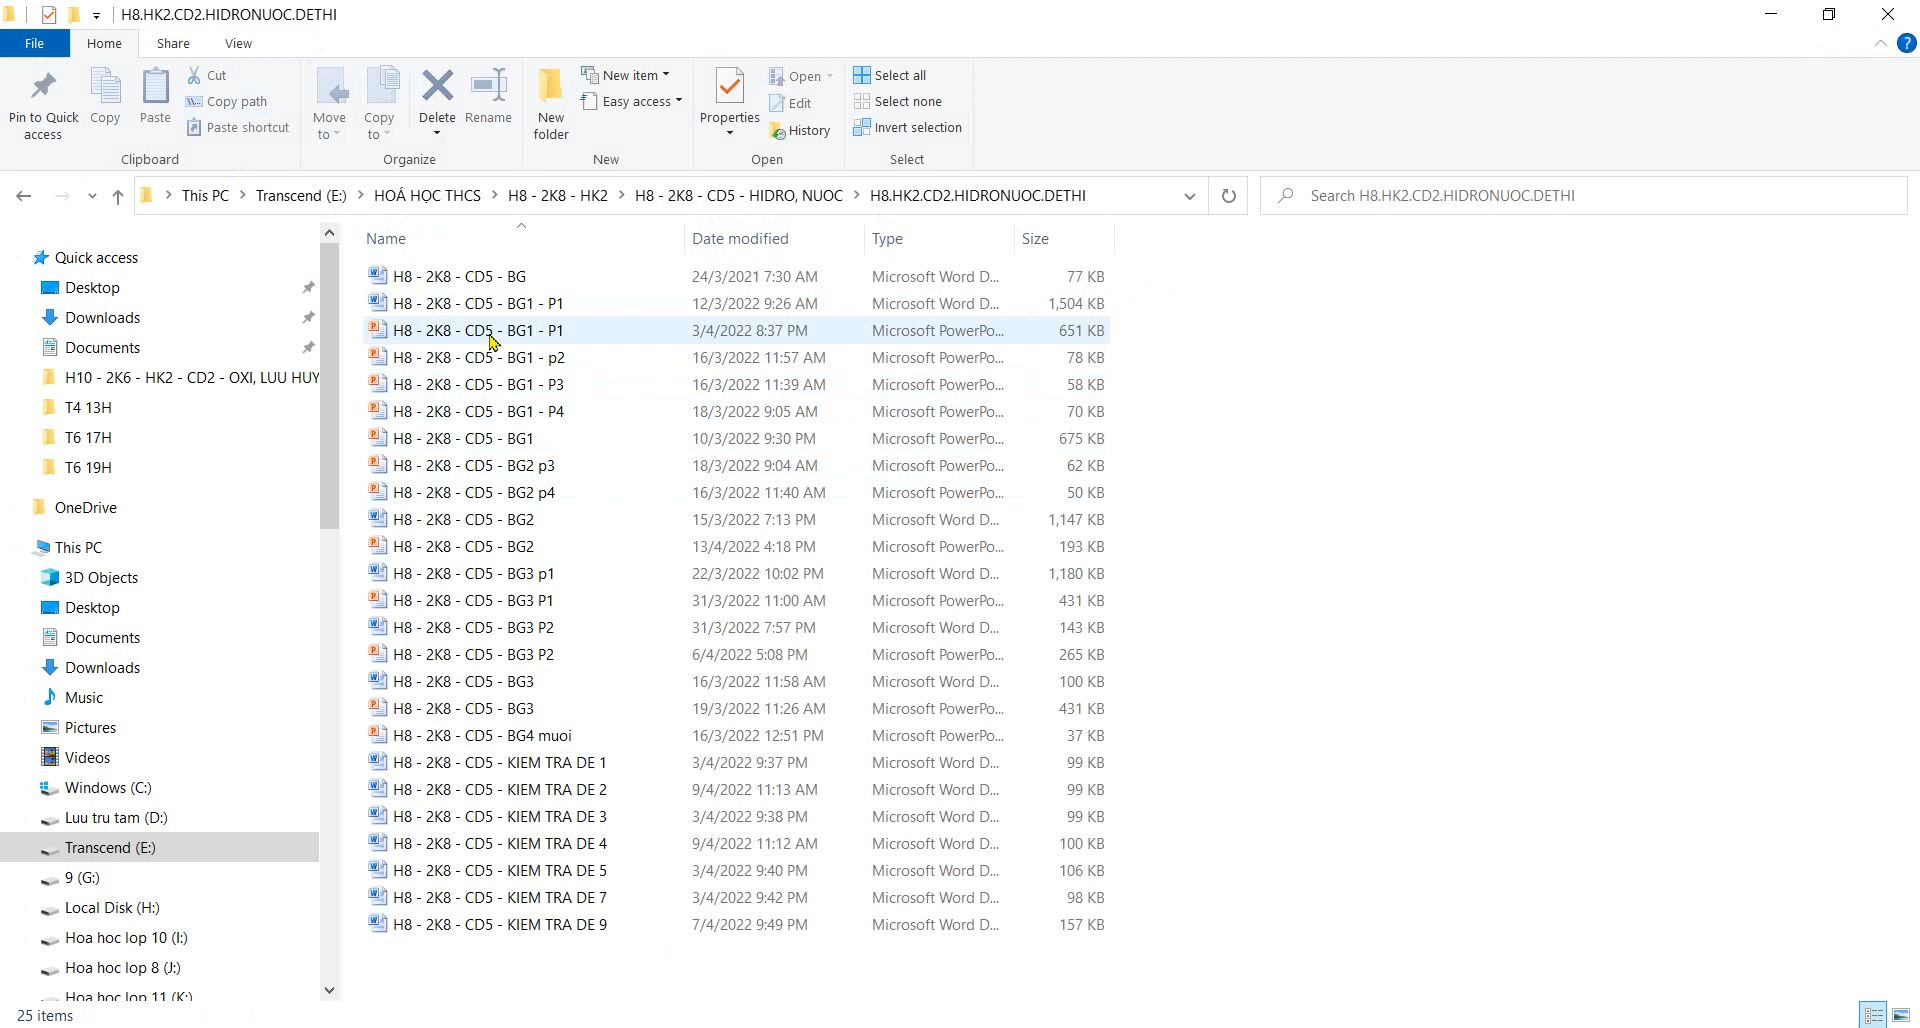 H8.HK2.CD2.HIDRONUOC.DETHI
File Home Share View
Pin to Quick access
Copy
Paste
Cut
Copy path
Paste shortcut
Clipboard
Move to
Copy to
Delete
Rename
Organize
New folder
New item
Easy access
New
Properties
Open
Edit
History
Open
Select all
Select none
Invert selection
Select
This PC > Transcend (E:) > HOÁ HỌC THCS > H8 - 2K8 - HK2 > H8 - 2K8 - CD5 - HIDRO, NUOC > H8.HK2.CD2.HIDRONUOC.DETHI
Search H8.HK2.CD2.HIDRONUOC.DETHI
Quick access
Desktop
Downloads
Documents
H10 - 2K6 - HK2 - CD2 - OXI, LUU HUY
T4 13H
T6 17H
T6 19H
OneDrive
This PC
3D Objects
Desktop
Documents
Downloads
Music
Pictures
Videos
Windows (C:)
Luu tru tam (D:)
Transcend (E:)
9 (G:)
Local Disk (H:)
Hoa hoc lop 10 (I:)
Hoa hoc lop 8 (J:)
Hoa hoc lop 11 (K:)
Name Date modified Type Size
H8 - 2K8 - CD5 - BG 24/3/2021 7:30 AM Microsoft Word D... 77 KB
H8 - 2K8 - CD5 - BG1 - P1 12/3/2022 9:26 AM Microsoft Word D... 1,504 KB
H8 - 2K8 - CD5 - BG1 - P1 3/4/2022 8:37 PM Microsoft PowerPo... 651 KB
H8 - 2K8 - CD5 - BG1 - p2 16/3/2022 11:57 AM Microsoft PowerPo... 78 KB
H8 - 2K8 - CD5 - BG1 - P3 16/3/2022 11:39 AM Microsoft PowerPo... 58 KB
H8 - 2K8 - CD5 - BG1 - P4 18/3/2022 9:05 AM Microsoft PowerPo... 70 KB
H8 - 2K8 - CD5 - BG1 10/3/2022 9:30 PM Microsoft PowerPo... 675 KB
H8 - 2K8 - CD5 - BG2 p3 18/3/2022 9:04 AM Microsoft PowerPo... 62 KB
H8 - 2K8 - CD5 - BG2 p4 16/3/2022 11:40 AM Microsoft PowerPo... 50 KB
H8 - 2K8 - CD5 - BG2 15/3/2022 7:13 PM Microsoft Word D... 1,147 KB
H8 - 2K8 - CD5 - BG2 13/4/2022 4:18 PM Microsoft PowerPo... 193 KB
H8 - 2K8 - CD5 - BG3 p1 22/3/2022 10:02 PM Microsoft Word D... 1,180 KB
H8 - 2K8 - CD5 - BG3 P1 31/3/2022 11:00 AM Microsoft PowerPo... 431 KB
H8 - 2K8 - CD5 - BG3 P2 31/3/2022 7:57 PM Microsoft Word D... 143 KB
H8 - 2K8 - CD5 - BG3 P2 6/4/2022 5:08 PM Microsoft PowerPo... 265 KB
H8 - 2K8 - CD5 - BG3 16/3/2022 11:58 AM Microsoft Word D... 100 KB
H8 - 2K8 - CD5 - BG3 19/3/2022 11:26 AM Microsoft PowerPo... 431 KB
H8 - 2K8 - CD5 - BG4 muoi 16/3/2022 12:51 PM Microsoft PowerPo... 37 KB
H8 - 2K8 - CD5 - KIEM TRA DE 1 3/4/2022 9:37 PM Microsoft Word D... 99 KB
H8 - 2K8 - CD5 - KIEM TRA DE 2 9/4/2022 11:13 AM Microsoft Word D... 99 KB
H8 - 2K8 - CD5 - KIEM TRA DE 3 3/4/2022 9:38 PM Microsoft Word D... 99 KB
H8 - 2K8 - CD5 - KIEM TRA DE 4 9/4/2022 11:12 AM Microsoft Word D... 100 KB
H8 - 2K8 - CD5 - KIEM TRA DE 5 3/4/2022 9:40 PM Microsoft Word D... 106 KB
H8 - 2K8 - CD5 - KIEM TRA DE 7 3/4/2022 9:42 PM Microsoft Word D... 98 KB
H8 - 2K8 - CD5 - KIEM TRA DE 9 7/4/2022 9:49 PM Microsoft Word D... 157 KB
25 items